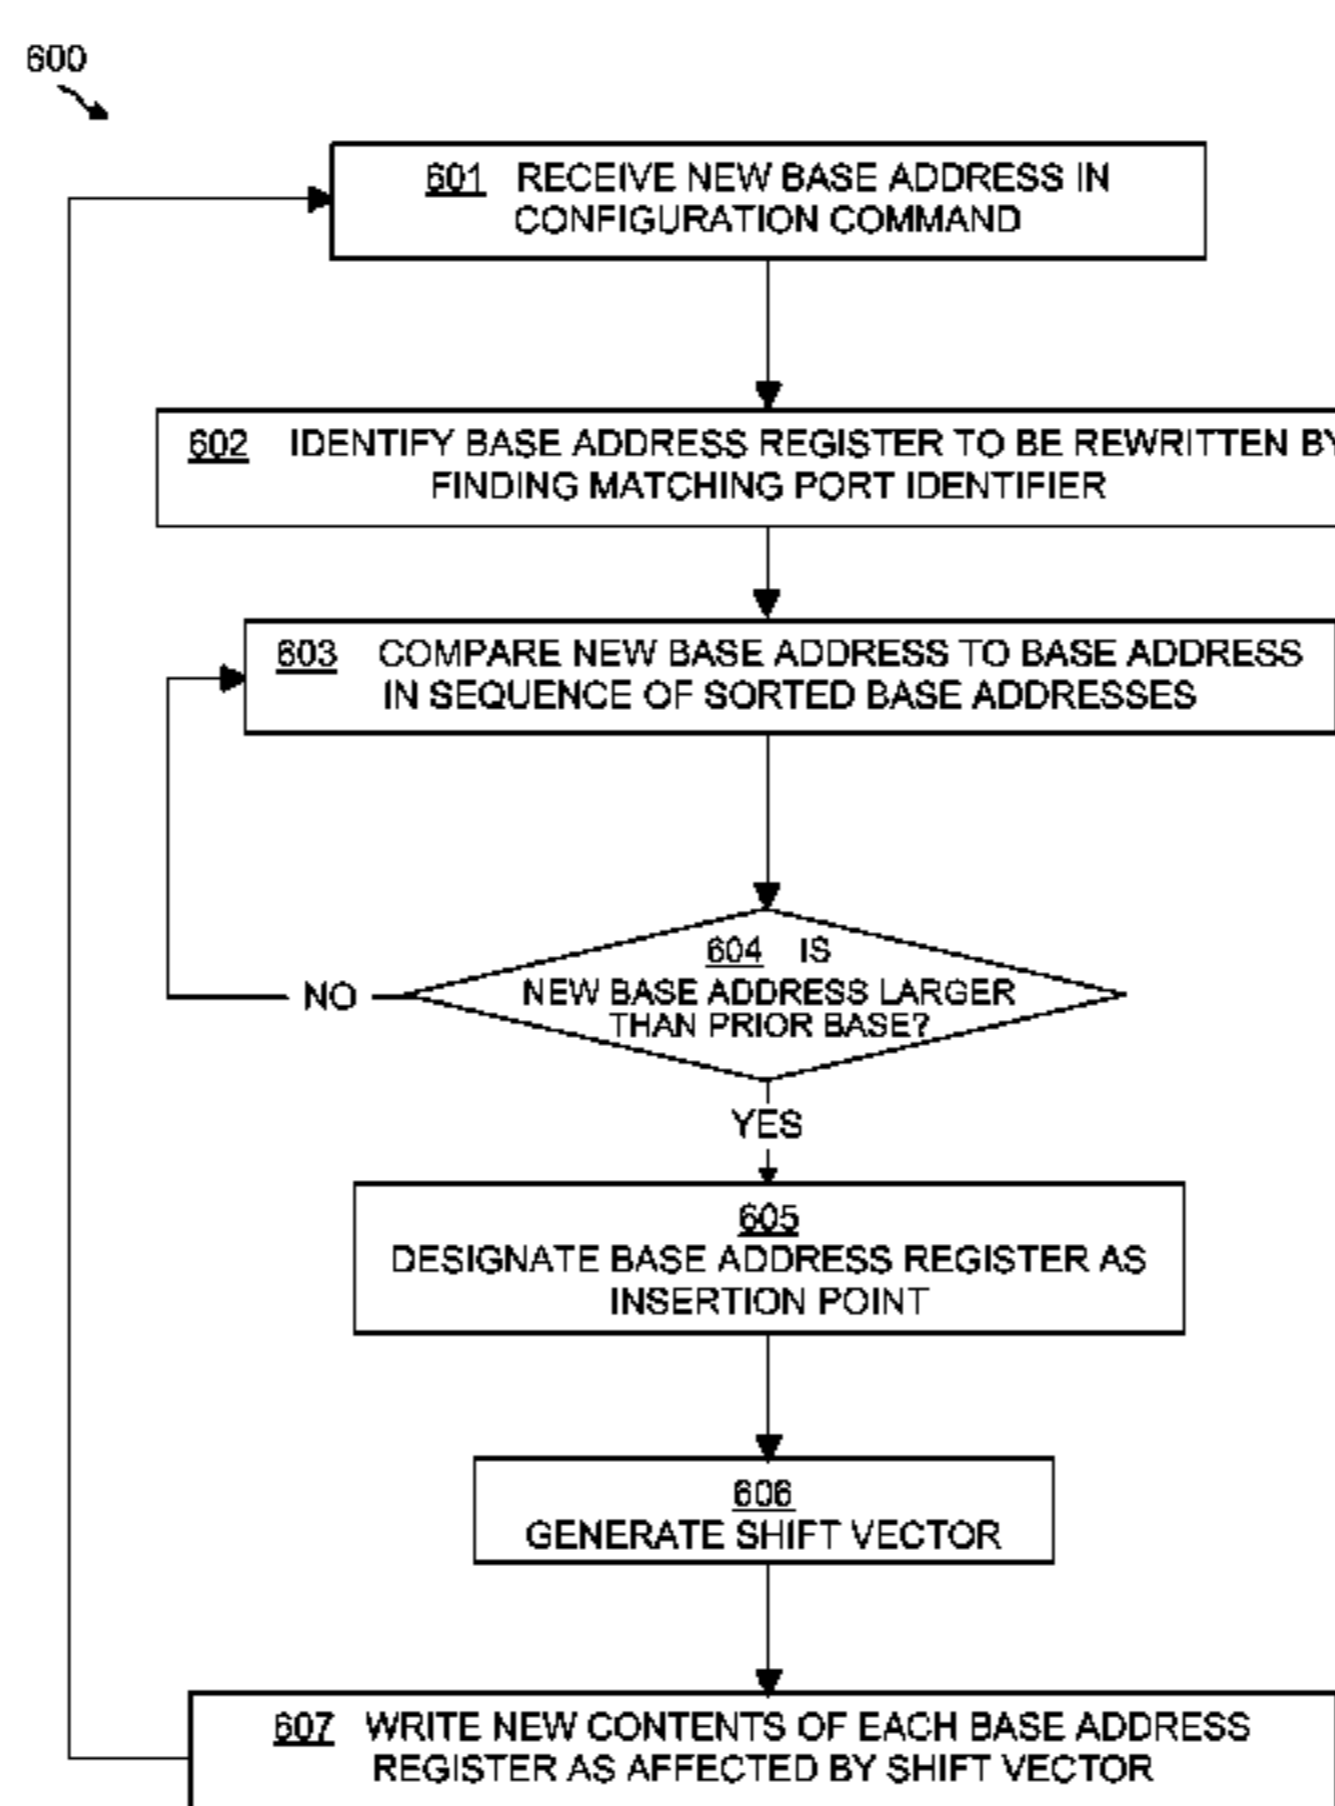 600
601 RECEIVE NEW BASE ADDRESS IN
CONFIGURATION COMMAND
602 IDENTIFY BASE ADDRESS REGISTER TO BE REWRITTEN BY
FINDING MATCHING PORT IDENTIFIER
603 COMPARE NEW BASE ADDRESS TO BASE ADDRESS
IN SEQUENCE OF SORTED BASE ADDRESSES
604 IS
NEW BASE ADDRESS LARGER
THAN PRIOR BASE?
NO
YES
605
DESIGNATE BASE ADDRESS REGISTER AS
INSERTION POINT
606
GENERATE SHIFT VECTOR
607 WRITE NEW CONTENTS OF EACH BASE ADDRESS
REGISTER AS AFFECTED BY SHIFT VECTOR